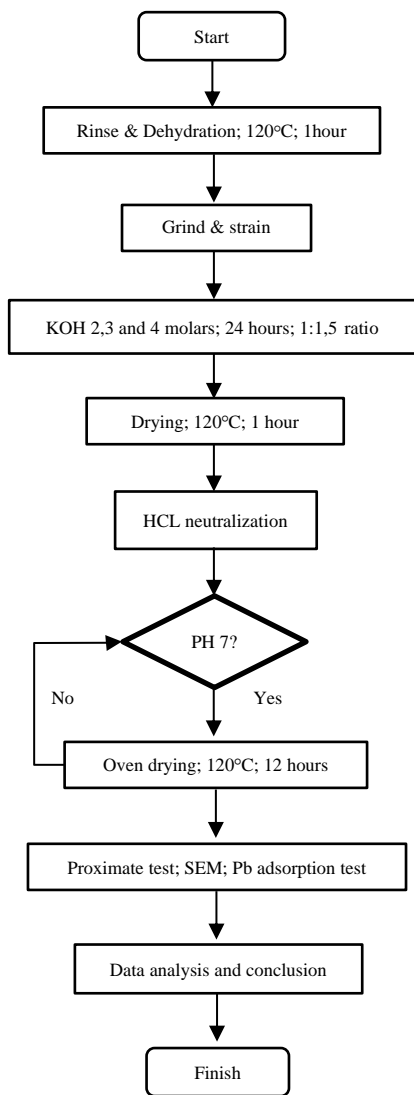 Start
Rinse & Dehydration; 120°C; 1hour
Grind & strain
KOH 2,3 and 4 molars; 24 hours; 1:1,5 ratio
Drying; 120°C; 1 hour
HCL neutralization
PH 7?
No
Yes
Oven drying; 120°C; 12 hours
Proximate test; SEM; Pb adsorption test
Data analysis and conclusion
Finish